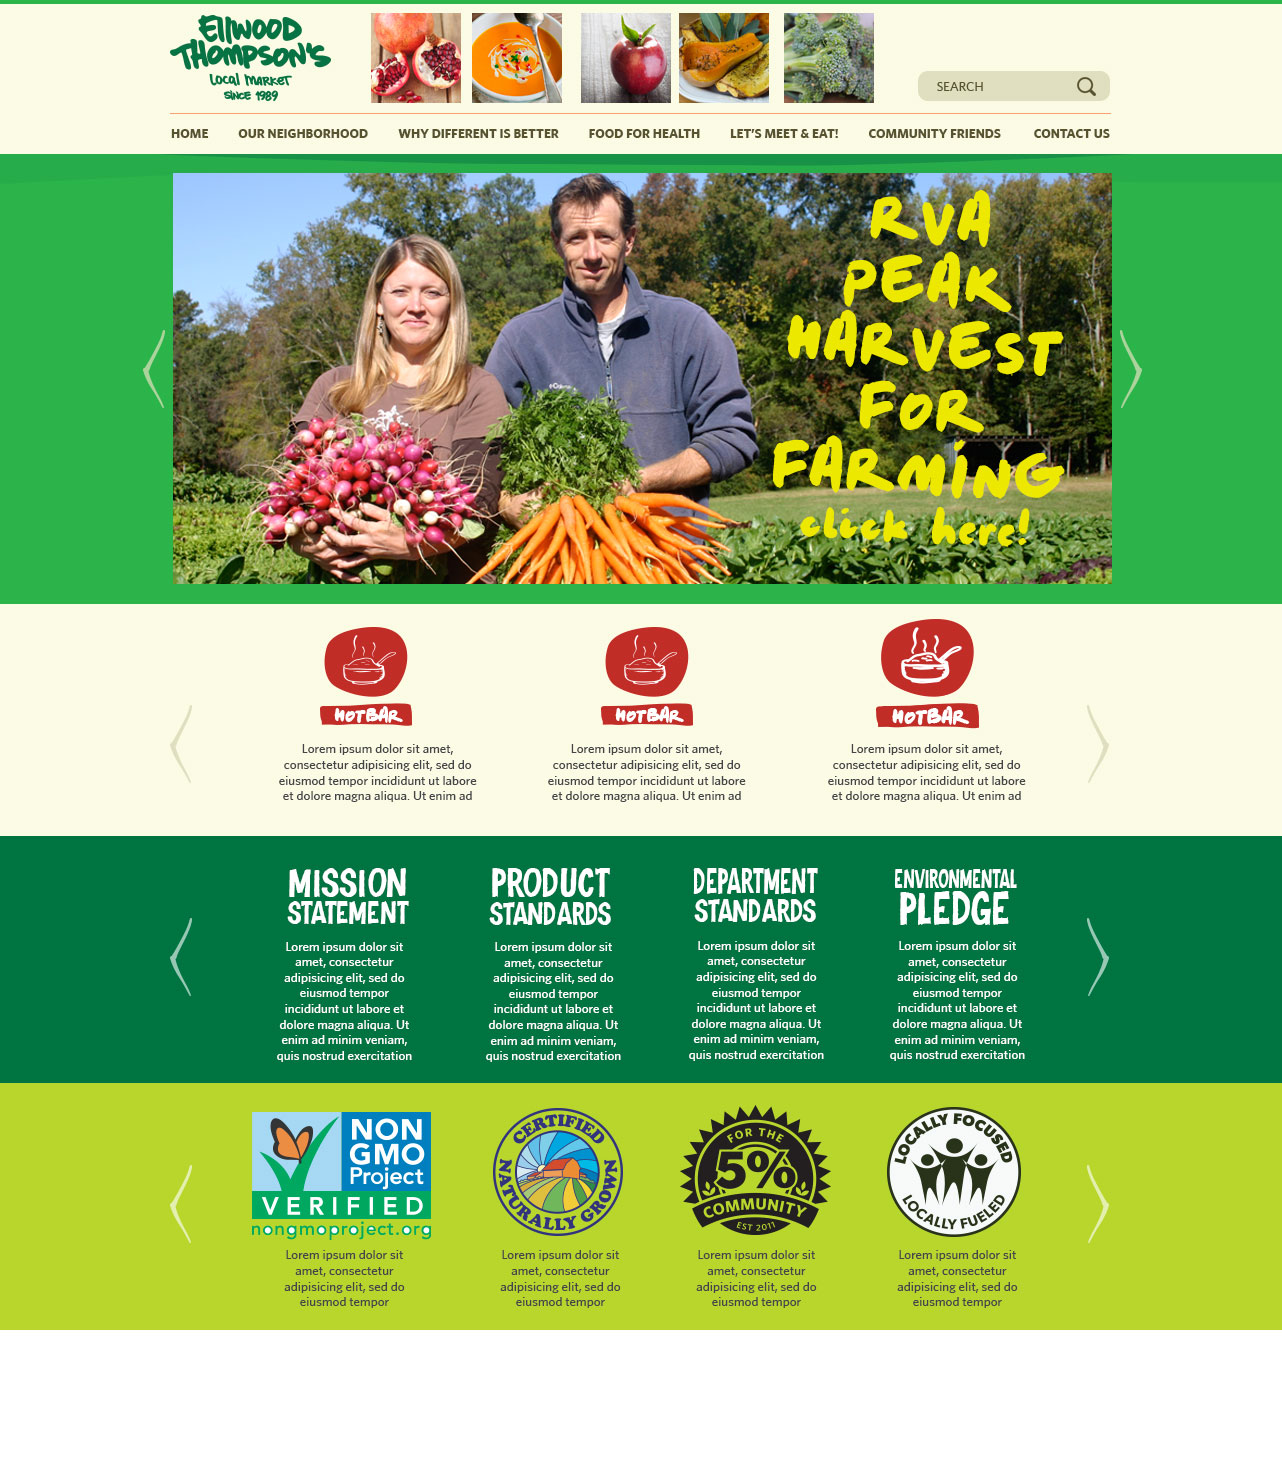 Ellwood
Thompson's
Local Market
Since 1989
SEARCH
HOME
OUR NEIGHBORHOOD
WHY DIFFERENT IS BETTER
FOOD FOR HEALTH
LET'S MEET & EAT!
COMMUNITY FRIENDS
CONTACT US
RVA
PEAK
HARVEST
FOR
FARMING
click here!
Columbia
HOTBAR
Lorem ipsum dolor sit amet,
consectetur adipisicing elit, sed do
eiusmod tempor incididunt ut labore
et dolore magna aliqua. Ut enim ad
HOTBAR
Lorem ipsum dolor sit amet,
consectetur adipisicing elit, sed do
eiusmod tempor incididunt ut labore
et dolore magna aliqua. Ut enim ad
HOTBAR
Lorem ipsum dolor sit amet,
consectetur adipisicing elit, sed do
eiusmod tempor incididunt ut labore
et dolore magna aliqua. Ut enim ad
MISSION
STATEMENT
Lorem ipsum dolor sit
amet, consectetur
adipisicing elit, sed do
eiusmod tempor
incididunt ut labore et
dolore magna aliqua. Ut
enim ad minim veniam,
quis nostrud exercitation
PRODUCT
STANDARDS
Lorem ipsum dolor sit
amet, consectetur
adipisicing elit, sed do
eiusmod tempor
incididunt ut labore et
dolore magna aliqua. Ut
enim ad minim veniam,
quis nostrud exercitation
DEPARTMENT
STANDARDS
Lorem ipsum dolor sit
amet, consectetur
adipisicing elit, sed do
eiusmod tempor
incididunt ut labore et
dolore magna aliqua. Ut
enim ad minim veniam,
quis nostrud exercitation
ENVIRONMENTAL
PLEDGE
Lorem ipsum dolor sit
amet, consectetur
adipisicing elit, sed do
eiusmod tempor
incididunt ut labore et
dolore magna aliqua. Ut
enim ad minim veniam,
quis nostrud exercitation
NON
GMO
Project
VERIFIED
nongmoproject.org
Lorem ipsum dolor sit
amet, consectetur
adipisicing elit, sed do
eiusmod tempor
CERTIFIED
NATURALLY GROWN
Lorem ipsum dolor sit
amet, consectetur
adipisicing elit, sed do
eiusmod tempor
FOR THE
5%
COMMUNITY
EST 2011
Lorem ipsum dolor sit
amet, consectetur
adipisicing elit, sed do
eiusmod tempor
LOCALLY FOCUSED
LOCALLY FUELED
Lorem ipsum dolor sit
amet, consectetur
adipisicing elit, sed do
eiusmod tempor